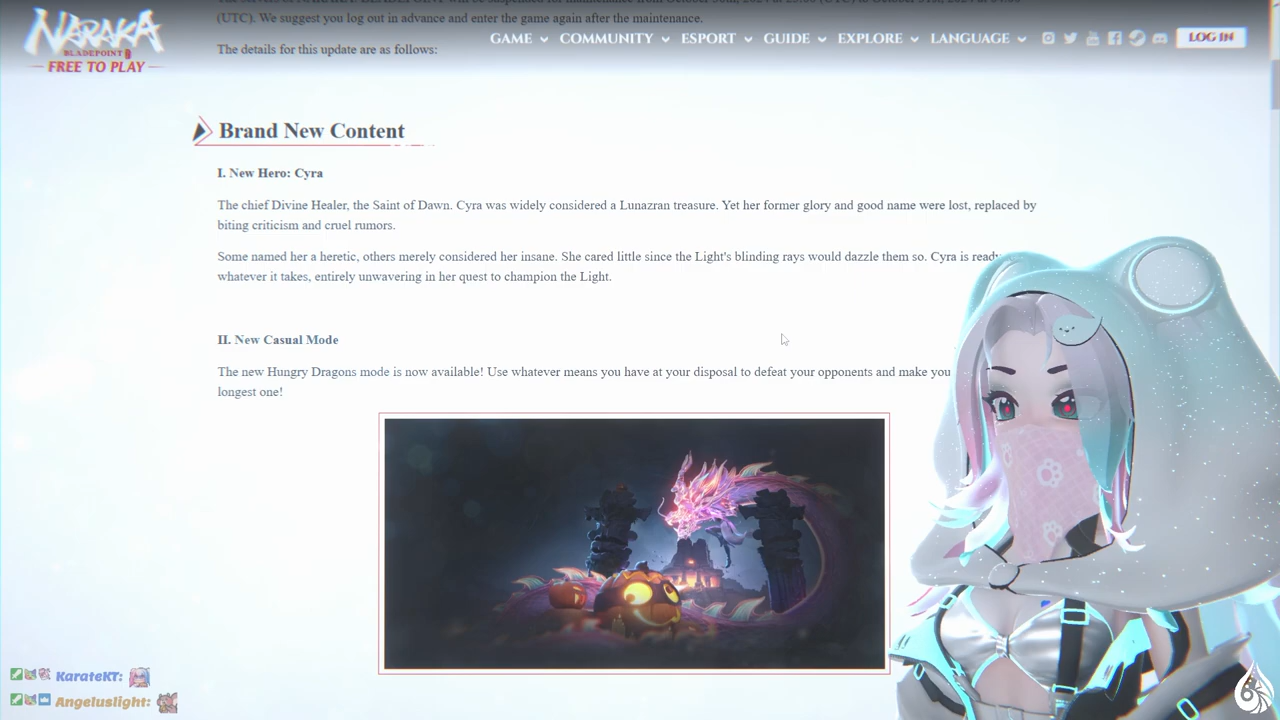 (UTC). We suggest you log out in advance and enter the game again after the maintenance.
The details for this update are as follows:
NARAKA
BLADEPOINT
FREE TO PLAY
GAME COMMUNITY ESPORT GUIDE EXPLORE LANGUAGE LOG IN
Brand New Content
I. New Hero: Cyra
The chief Divine Healer, the Saint of Dawn. Cyra was widely considered a Lunazran treasure. Yet her former glory and good name were lost, replaced by
biting criticism and cruel rumors.
Some named her a heretic, others merely considered her insane. She cared little since the Light's blinding rays would dazzle them so. Cyra is ready
whatever it takes, entirely unwavering in her quest to champion the Light.
II. New Casual Mode
The new Hungry Dragons mode is now available! Use whatever means you have at your disposal to defeat your opponents and make you
longest one!
KarateKT:
Angeluslight:
6